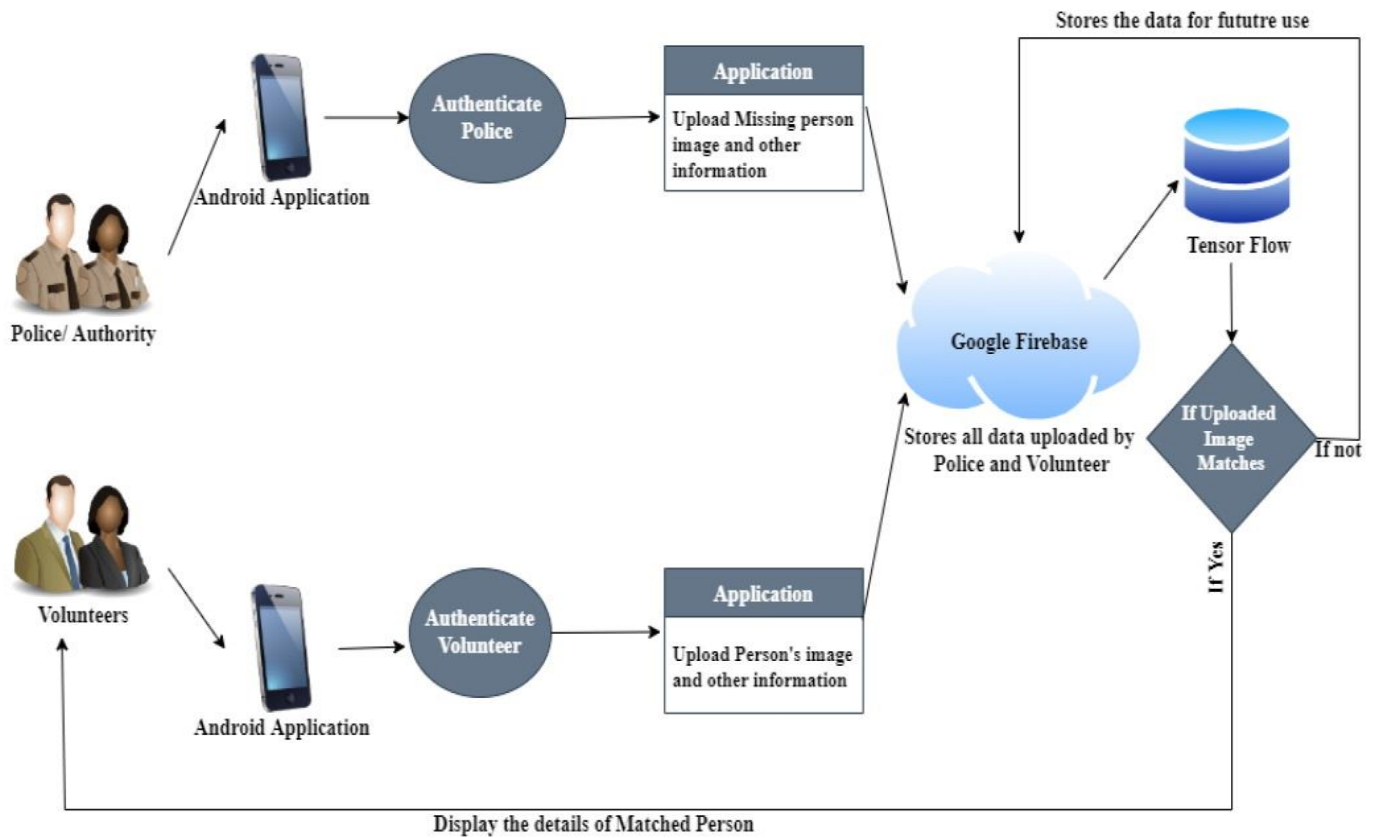 Stores the data for fututre use
Application
Authenticate
Police
Upload Missing person
image and other
information
Android Application
Tensor Flow
Police/ Authority
Google Firebase
If Uploaded
Image
Matches
If not
Stores all data uploaded by
Police and Volunteer
If Yes
Volunteers
Application
Authenticate
Volunteer
Upload Person's image
and other information
Android Application
Display the details of Matched Person